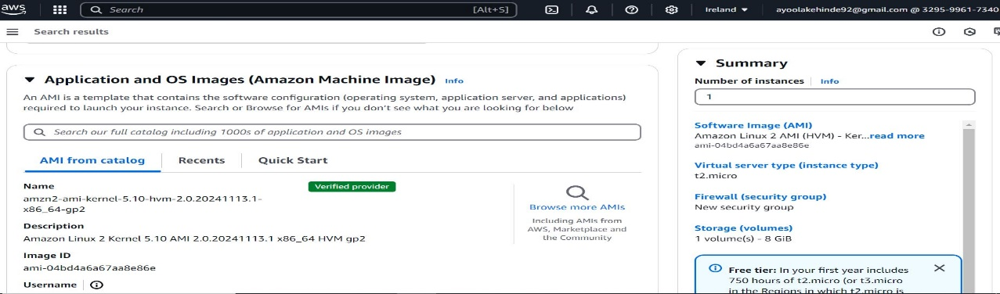 aws
Search
[Alt+S]
Ireland
ayoolakehinde92@gmail.com @ 3295-9961-7340
Search results
Application and OS Images (Amazon Machine Image) Info
An AMI is a template that contains the software configuration (operating system, application server, and applications)
required to launch your instance. Search or Browse for AMIs if you don't see what you are looking for below
Search our full catalog including 1000s of application and OS images
AMI from catalog
Recents
Quick Start
Name
Verified provider
amzn2-ami-kernel-5.10-hvm-2.0.20241113.1-
x86_64-gp2
Description
Amazon Linux 2 Kernel 5.10 AMI 2.0.20241113.1 x86_64 HVM gp2
Image ID
ami-04bd4a6a67aa8e86e
Username
Browse more AMIs
Including AMIs from
AWS, Marketplace and
the Community
Summary
Number of instances Info
1
Software Image (AMI)
Amazon Linux 2 AMI (HVM) - Ker...read more
ami-04bd4a6a67aa8e86e
Virtual server type (instance type)
t2.micro
Firewall (security group)
New security group
Storage (volumes)
1 volume(s) - 8 GiB
Free tier: In your first year includes
750 hours of t2.micro (or t3.micro
in the Regions in which t2.micro is